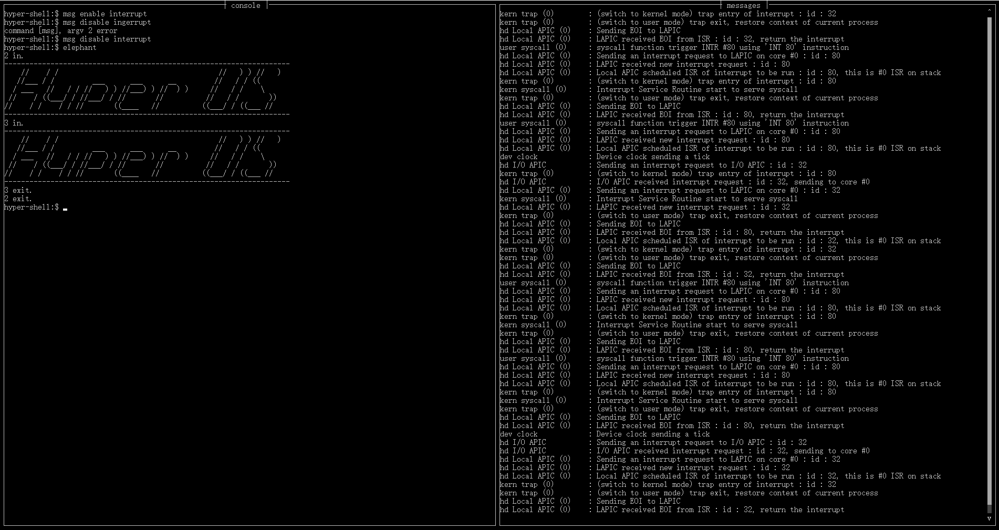 console
hyper-shell:$ msg enable interrupt
hyper-shell:$ msg disable ingerrupt
command [msg], argv 2 error
hyper-shell:$ msg disable interrupt
hyper-shell:$ elephant
2 in.
Hyper OS
3 in.
Hyper OS
3 exit.
2 exit.
hyper-shell:$
messages
kern trap (0) : (switch to kernel mode) trap entry of interrupt : id : 32
kern trap (0) : (switch to user mode) trap exit, restore context of current process
hd Local APIC (0) : Sending EOI to LAPIC
hd Local APIC (0) : LAPIC received EOI from ISR : id : 32, return the interrupt
user syscall (0) : syscall function trigger INTR #80 using 'INT 80' instruction
hd Local APIC (0) : Sending an interrupt request to LAPIC on core #0 : id : 80
hd Local APIC (0) : LAPIC received new interrupt request : id : 80
hd Local APIC (0) : Local APIC scheduled ISR of interrupt to be run : id : 80, this is #0 ISR on stack
kern trap (0) : (switch to kernel mode) trap entry of interrupt : id : 80
kern syscall (0) : Interrupt Service Routine start to serve syscall
kern trap (0) : (switch to user mode) trap exit, restore context of current process
hd Local APIC (0) : Sending EOI to LAPIC
hd Local APIC (0) : LAPIC received EOI from ISR : id : 80, return the interrupt
user syscall (0) : syscall function trigger INTR #80 using 'INT 80' instruction
hd Local APIC (0) : Sending an interrupt request to LAPIC on core #0 : id : 80
hd Local APIC (0) : LAPIC received new interrupt request : id : 80
hd Local APIC (0) : Local APIC scheduled ISR of interrupt to be run : id : 80, this is #0 ISR on stack
dev clock : Device clock sending a tick
hd I/O APIC : Sending an interrupt request to I/O APIC : id : 32
kern trap (0) : (switch to kernel mode) trap entry of interrupt : id : 80
hd I/O APIC : I/O APIC received interrupt request : id : 32, sending to core #0
hd Local APIC (0) : Sending an interrupt request to LAPIC on core #0 : id : 32
kern syscall (0) : Interrupt Service Routine start to serve syscall
hd Local APIC (0) : LAPIC received new interrupt request : id : 32
kern trap (0) : (switch to user mode) trap exit, restore context of current process
hd Local APIC (0) : Sending EOI to LAPIC
hd Local APIC (0) : LAPIC received EOI from ISR : id : 80, return the interrupt
hd Local APIC (0) : Local APIC scheduled ISR of interrupt to be run : id : 32, this is #0 ISR on stack
kern trap (0) : (switch to kernel mode) trap entry of interrupt : id : 32
kern trap (0) : (switch to user mode) trap exit, restore context of current process
hd Local APIC (0) : Sending EOI to LAPIC
hd Local APIC (0) : LAPIC received EOI from ISR : id : 32, return the interrupt
user syscall (0) : syscall function trigger INTR #80 using 'INT 80' instruction
hd Local APIC (0) : Sending an interrupt request to LAPIC on core #0 : id : 80
hd Local APIC (0) : LAPIC received new interrupt request : id : 80
hd Local APIC (0) : Local APIC scheduled ISR of interrupt to be run : id : 80, this is #0 ISR on stack
kern trap (0) : (switch to kernel mode) trap entry of interrupt : id : 80
kern syscall (0) : Interrupt Service Routine start to serve syscall
kern trap (0) : (switch to user mode) trap exit, restore context of current process
hd Local APIC (0) : Sending EOI to LAPIC
hd Local APIC (0) : LAPIC received EOI from ISR : id : 80, return the interrupt
user syscall (0) : syscall function trigger INTR #80 using 'INT 80' instruction
hd Local APIC (0) : Sending an interrupt request to LAPIC on core #0 : id : 80
hd Local APIC (0) : LAPIC received new interrupt request : id : 80
hd Local APIC (0) : Local APIC scheduled ISR of interrupt to be run : id : 80, this is #0 ISR on stack
kern trap (0) : (switch to kernel mode) trap entry of interrupt : id : 80
kern syscall (0) : Interrupt Service Routine start to serve syscall
kern trap (0) : (switch to user mode) trap exit, restore context of current process
hd Local APIC (0) : Sending EOI to LAPIC
hd Local APIC (0) : LAPIC received EOI from ISR : id : 80, return the interrupt
dev clock : Device clock sending a tick
hd I/O APIC : Sending an interrupt request to I/O APIC : id : 32
hd I/O APIC : I/O APIC received interrupt request : id : 32, sending to core #0
hd Local APIC (0) : Sending an interrupt request to LAPIC on core #0 : id : 32
hd Local APIC (0) : LAPIC received new interrupt request : id : 32
hd Local APIC (0) : Local APIC scheduled ISR of interrupt to be run : id : 32, this is #0 ISR on stack
kern trap (0) : (switch to kernel mode) trap entry of interrupt : id : 32
kern trap (0) : (switch to user mode) trap exit, restore context of current process
hd Local APIC (0) : Sending EOI to LAPIC
hd Local APIC (0) : LAPIC received EOI from ISR : id : 32, return the interrupt